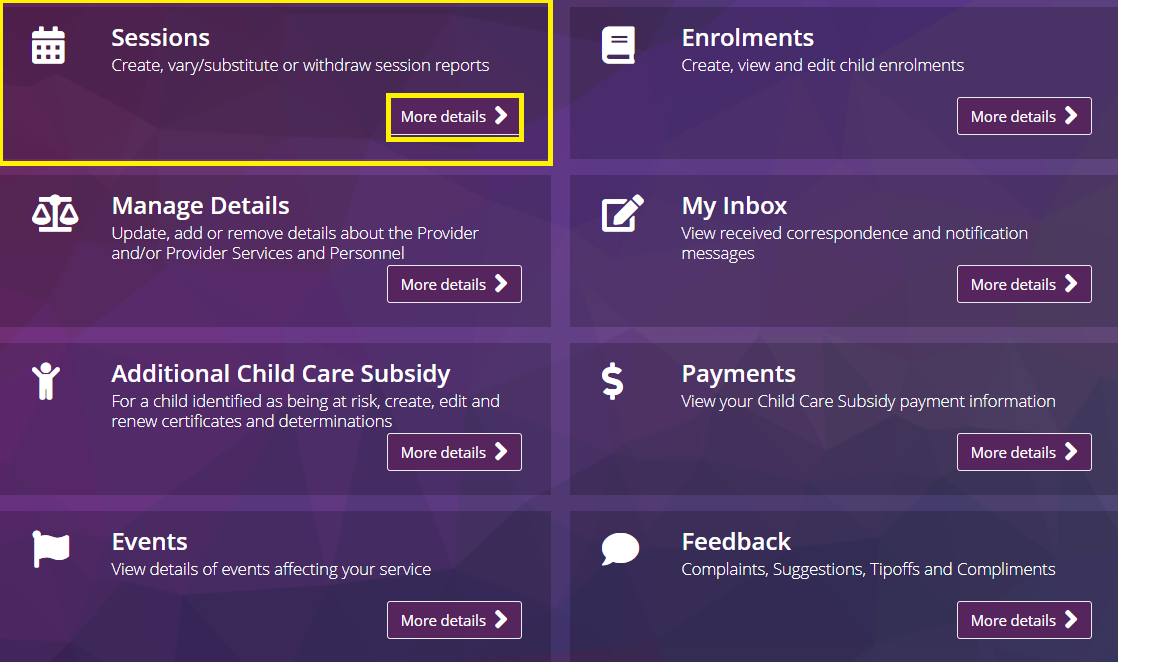 Sessions
Create, vary/substitute or withdraw session reports
More details
Enrolments
Create, view and edit child enrolments
More details
Manage Details
Update, add or remove details about the Provider
and/or Provider Services and Personnel
More details
My Inbox
View received correspondence and notification
messages
More details
Additional Child Care Subsidy
For a child identified as being at risk, create, edit and
renew certificates and determinations
More details
Payments
View your Child Care Subsidy payment information
More details
Events
View details of events affecting your service
More details
Feedback
Complaints, Suggestions, Tipoffs and Compliments
More details